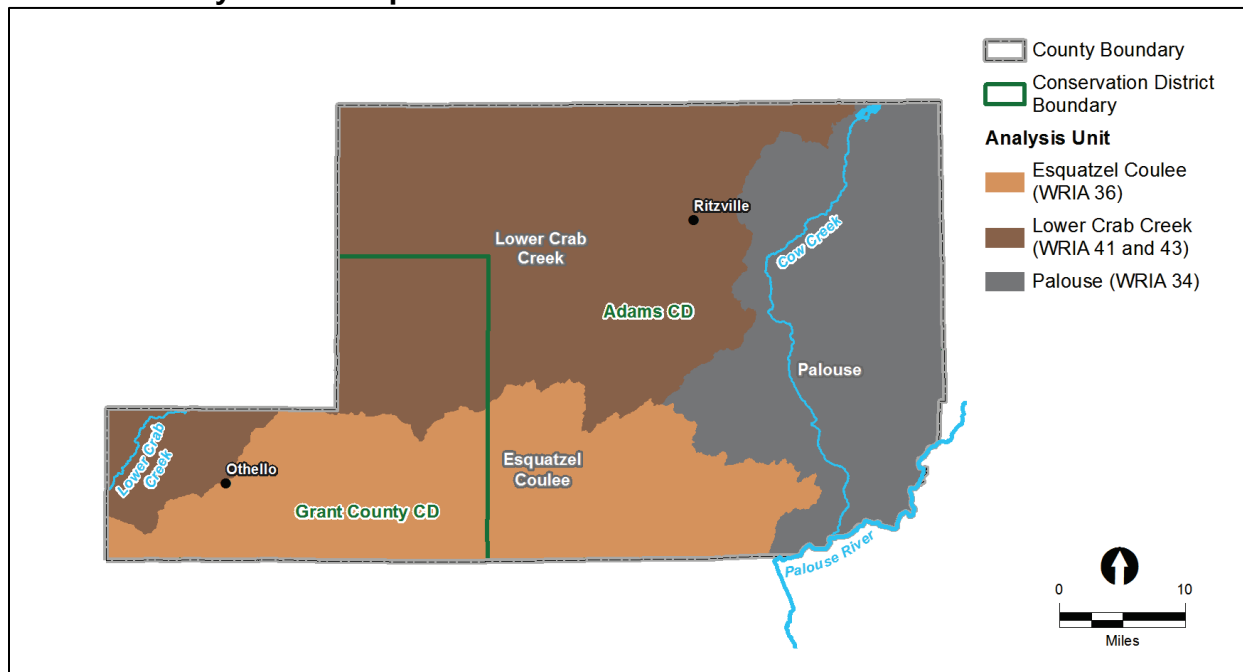 County Boundary
Conservation District
Boundary
Analysis Unit
Esquatzel Coulee
(WRIA 36)
Lower Crab Creek
(WRIA 41 and 43)
Palouse (WRIA 34)
Ritzville
Lower Crab
Creek
Cow Creek
Adams CD
Palouse
Lower Crab
Creek
Othello
Esquatzel
Coulee
Grant County CD
Palouse River
0 10
Miles